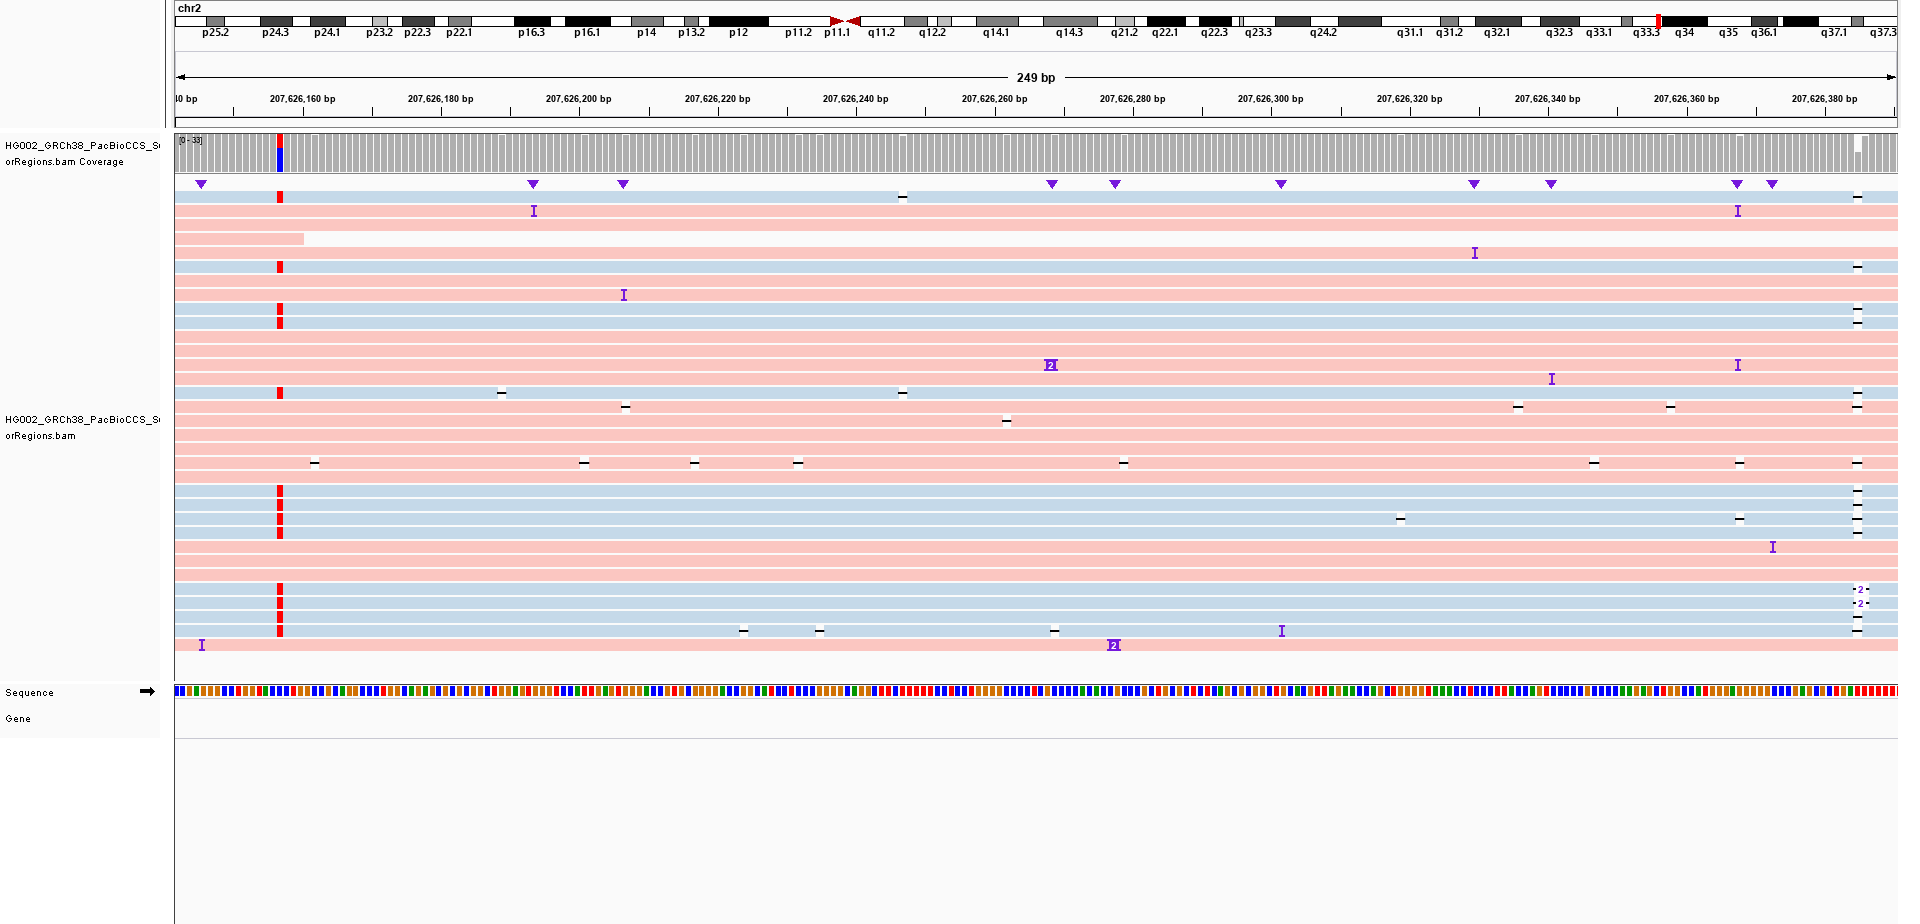 chr2
p25.2 p24.3 p24.1 p23.2 p22.3 p22.1 p16.3 p16.1 p14 p13.2 p12 p11.2 p11.1 q11.2 q12.2 q14.1 q14.3 q21.2 q22.1 q22.3 q23.3 q24.2 q31.1 q31.2 q32.1 q32.3 q33.1 q33.3 q34 q35 q36.1 q37.1 q37.3
249 bp
40 bp 207,626,160 bp 207,626,180 bp 207,626,200 bp 207,626,220 bp 207,626,240 bp 207,626,260 bp 207,626,280 bp 207,626,300 bp 207,626,320 bp 207,626,340 bp 207,626,360 bp 207,626,380 bp
[0 - 33]
HG002_GRCh38_PacBioCCS_S
orRegions.bam Coverage
2
HG002_GRCh38_PacBioCCS_S
orRegions.bam
2
2
2
Sequence
Gene